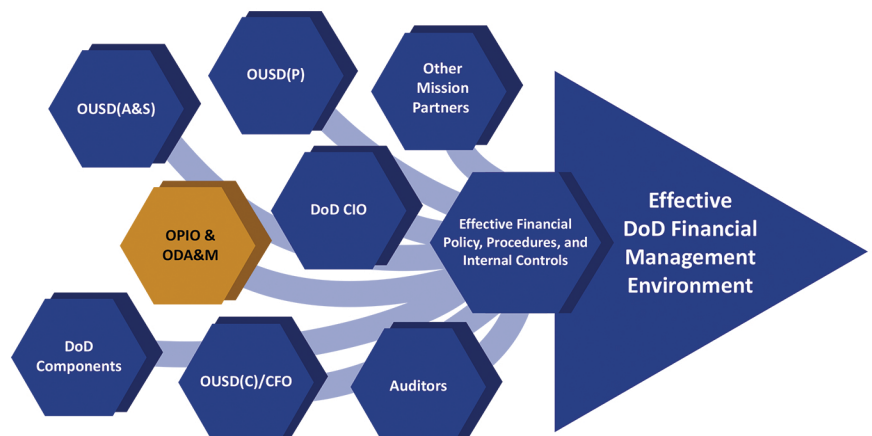 OUSD(P)
Other
Mission
Partners
OUSD(A&S)
DoD CIO
OPIO &
ODA&M
Effective Financial
Policy, Procedures, and
Internal Controls
Effective
DoD Financial
Management
Environment
DoD
Components
OUSD(C)/CFO
Auditors